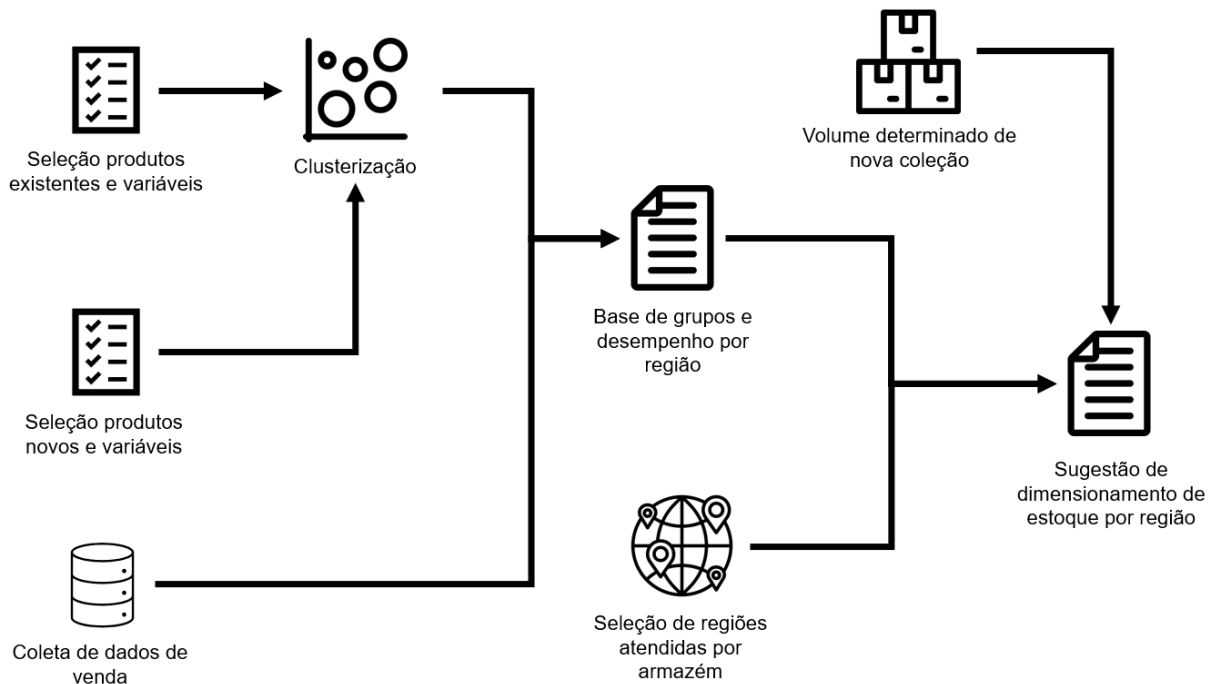 Seleção produtos
existentes e variáveis
Clusterização
Volume determinado de
nova coleção
Base de grupos e
desempenho por
região
Seleção produtos
novos e variáveis
Sugestão de
dimensionamento de
estoque por região
Coleta de dados de
venda
Seleção de regiões
atendidas por
armazém